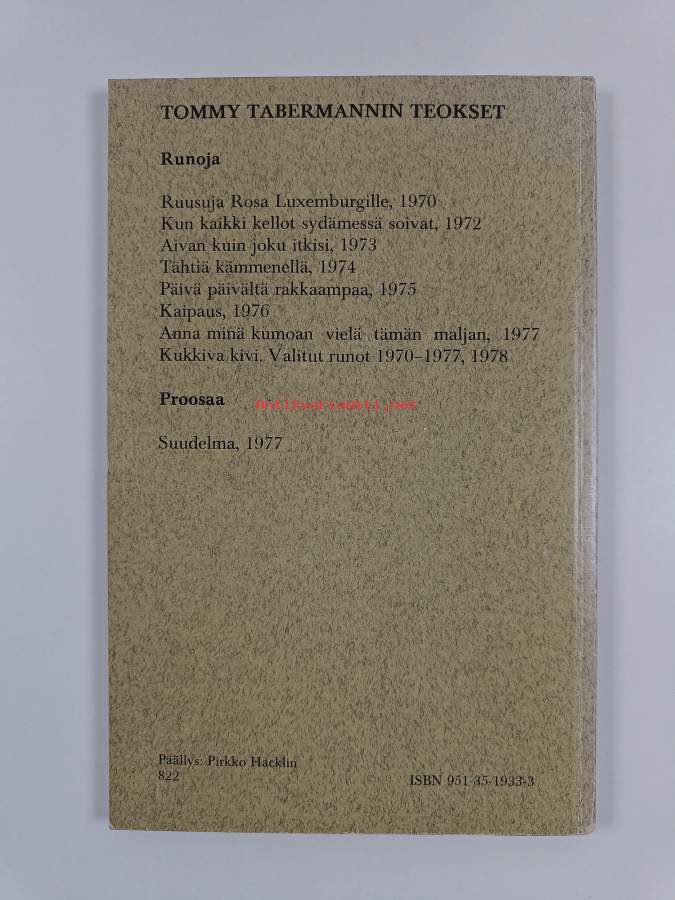 TOMMY TABERMANNIN TEOKSET
Runoja
Ruusuja Rosa Luxemburgille, 1970
Kun kaikki kellot sydämessä soivat, 1972
Aivan kuin joku itkisi, 1973
Tähtiä kämmenellä, 1974
Päivä päivältä rakkaampaa, 1975
Kaipaus, 1976
Anna minä kumoan vielä tämän maljan, 1977
Kukkiva kivi. Valitut runot 1970–1977, 1978
Proosaa
Suudelma, 1977
Päällys: Pirkko Hacklin
822
ISBN 951-35-1933-3